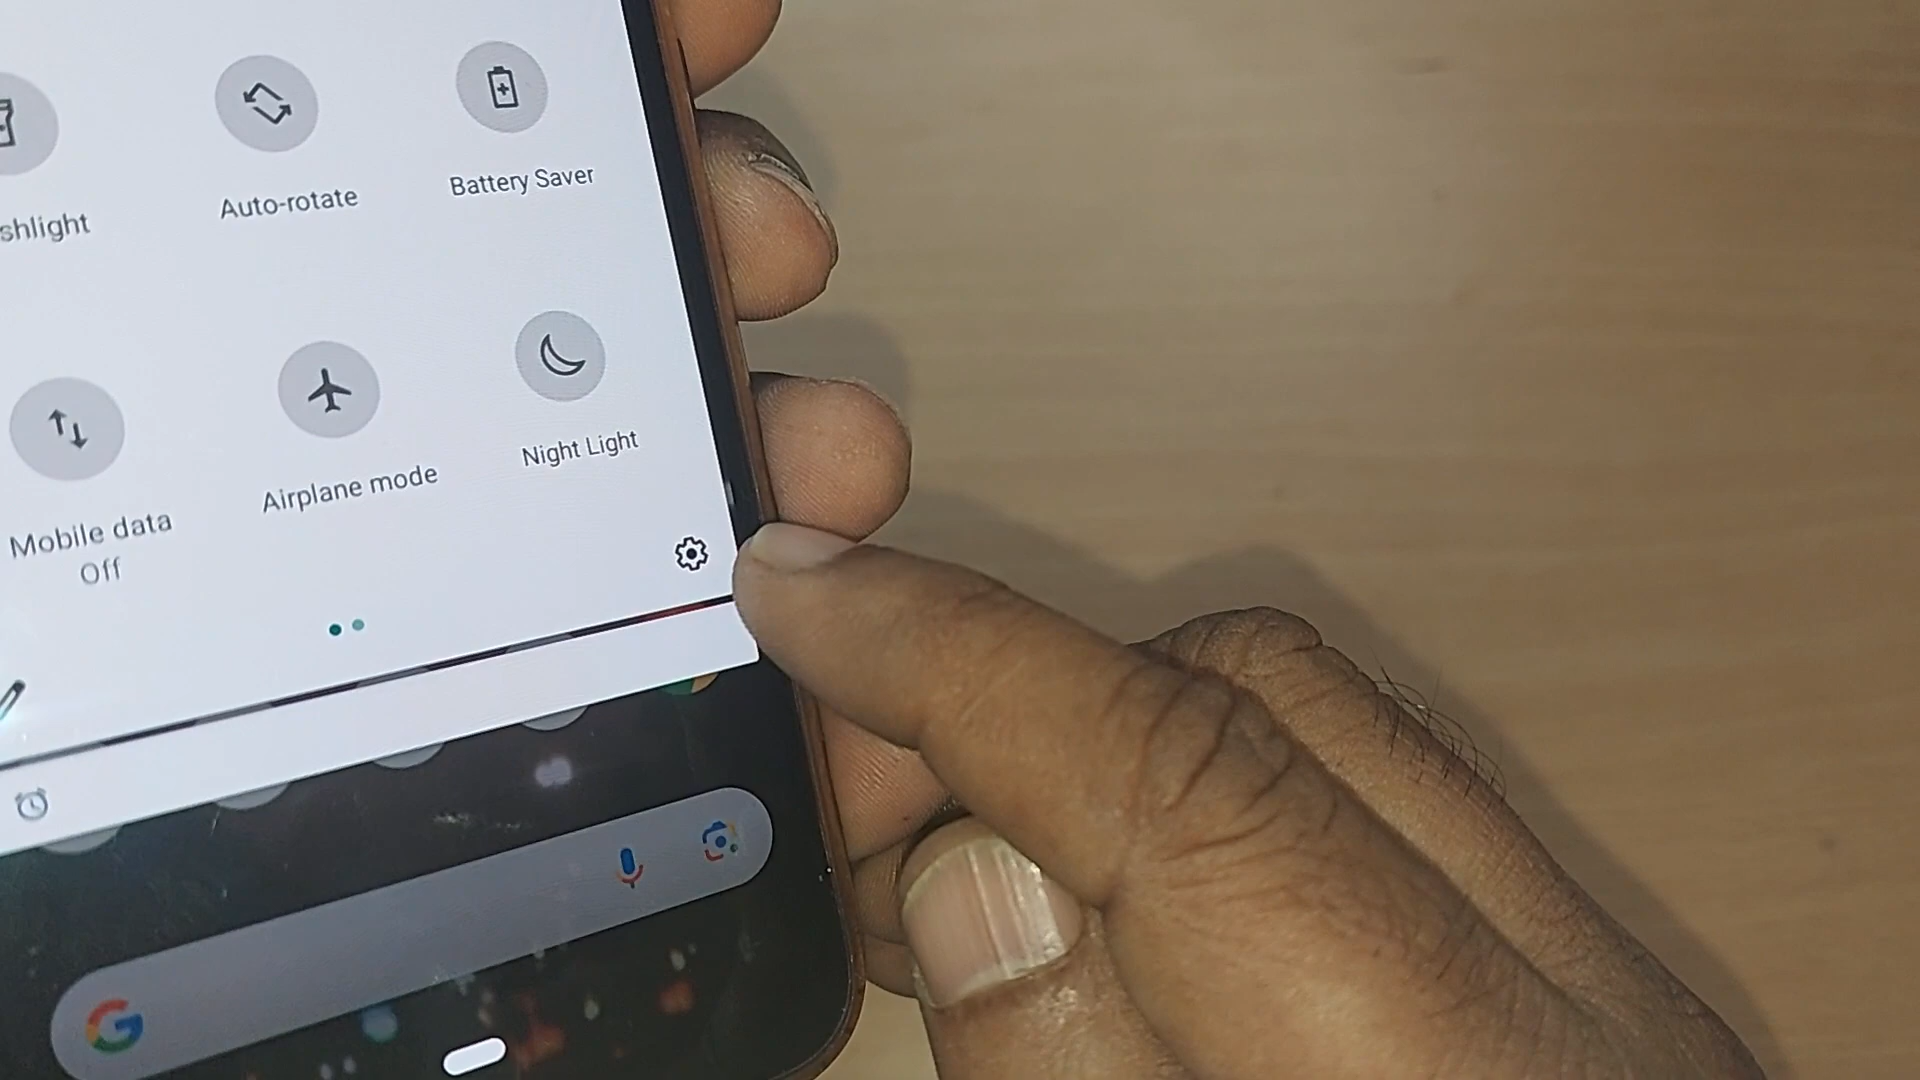 shlight
Auto-rotate
Battery Saver
Mobile data
Off
Airplane mode
Night Light
G